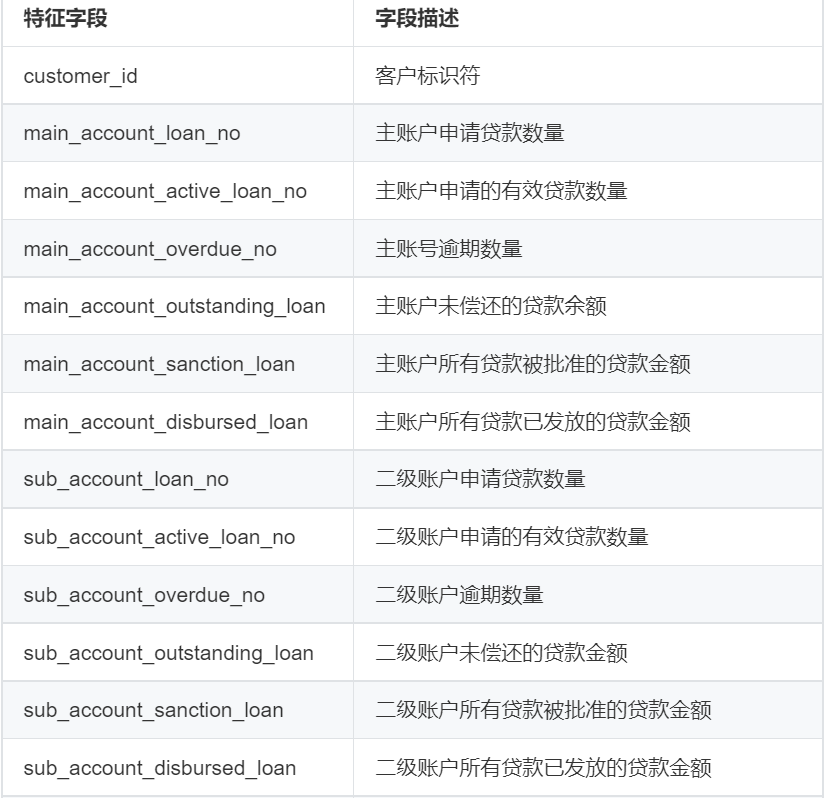 特征字段 字段描述
customer_id 客户标识符
main_account_loan_no 主账户申请贷款数量
main_account_active_loan_no 主账户申请的有效贷款数量
main_account_overdue_no 主账号逾期数量
main_account_outstanding_loan 主账户未偿还的贷款余额
main_account_sanction_loan 主账户所有贷款被批准的贷款金额
main_account_disbursed_loan 主账户所有贷款已发放的贷款金额
sub_account_loan_no 二级账户申请贷款数量
sub_account_active_loan_no 二级账户申请的有效贷款数量
sub_account_overdue_no 二级账户逾期数量
sub_account_outstanding_loan 二级账户未偿还的贷款金额
sub_account_sanction_loan 二级账户所有贷款被批准的贷款金额
sub_account_disbursed_loan 二级账户所有贷款已发放的贷款金额